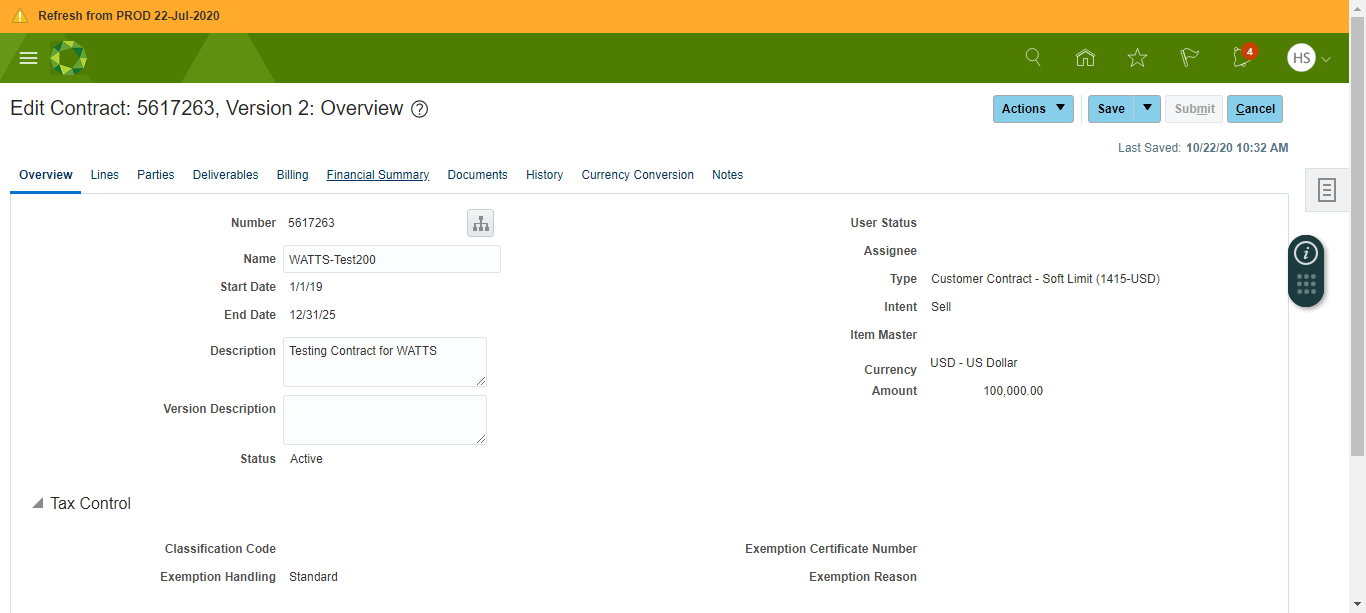 Refresh from PROD 22-Jul-2020
4
HS
Edit Contract: 5617263, Version 2: Overview ?
Actions Save Submit Cancel
Last Saved: 10/22/20 10:32 AM
Overview Lines Parties Deliverables Billing Financial Summary Documents History Currency Conversion Notes
Number 5617263
Name WATTS-Test200
Start Date 1/1/19
End Date 12/31/25
Description Testing Contract for WATTS
Version Description
Status Active
User Status
Assignee
Type Customer Contract - Soft Limit (1415-USD)
Intent Sell
Item Master
Currency USD - US Dollar
Amount 100,000.00
i
Tax Control
Classification Code
Exemption Handling Standard
Exemption Certificate Number
Exemption Reason